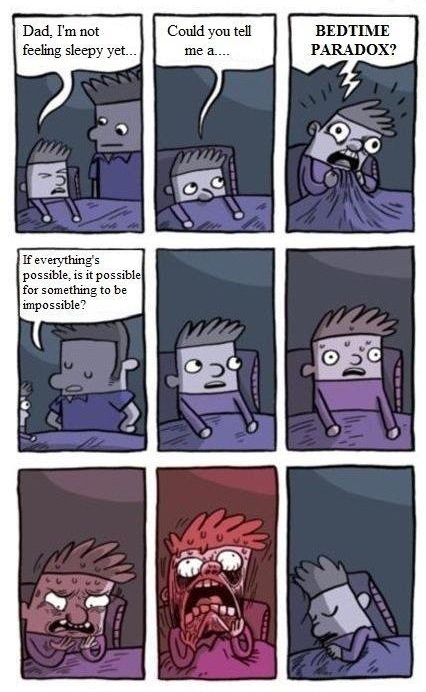 Dad, I'm not
feeling sleepy yet...
Could you tell
me a....
BEDTIME
PARADOX?
If everything's
possible, is it possible
for something to be
impossible?